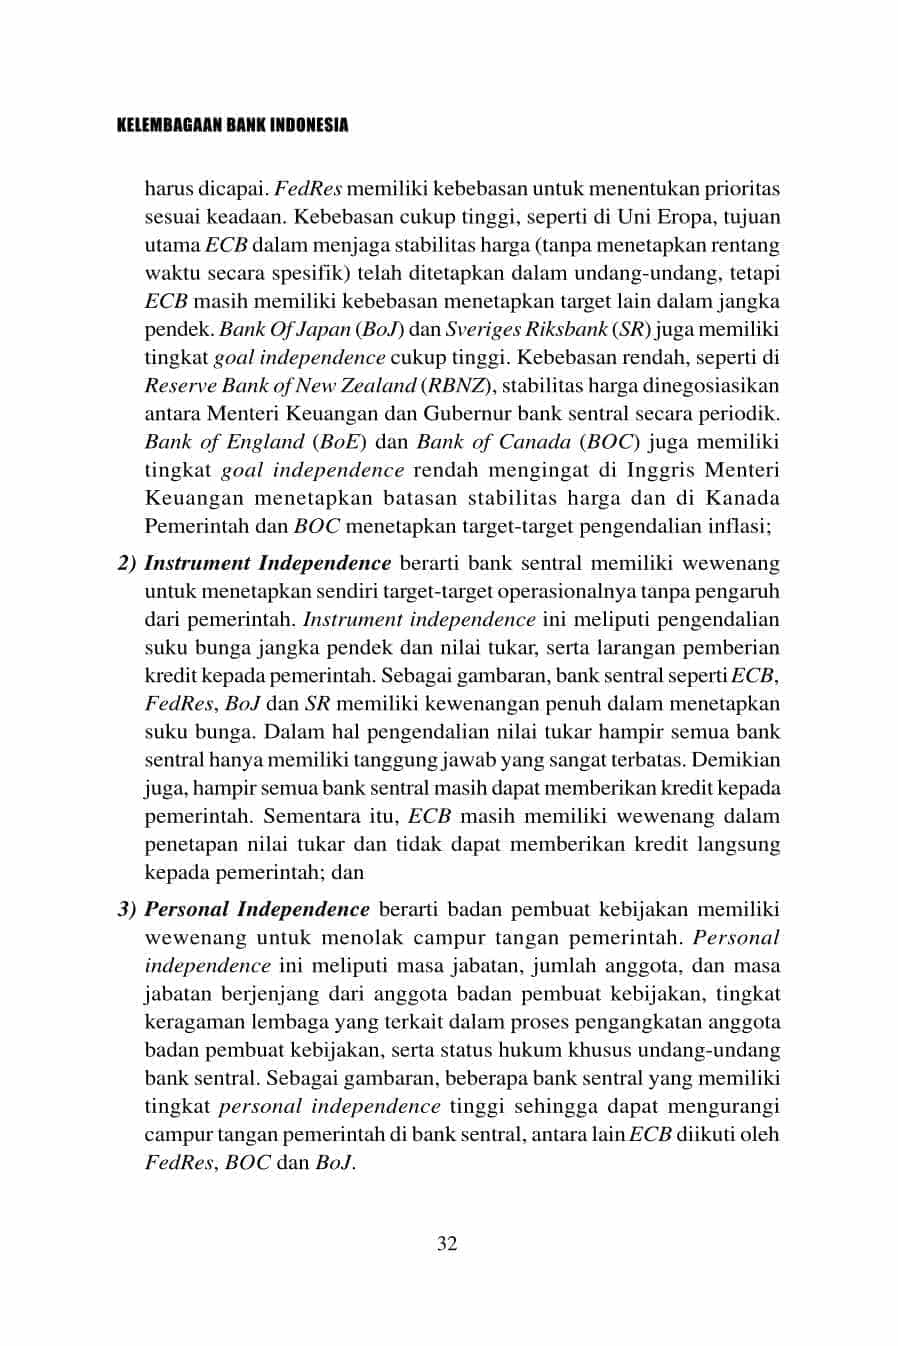 KELEMBAGAAN BANK INDONESIA
harus dicapai. FedRes memiliki kebebasan untuk menentukan prioritas
sesuai keadaan. Kebebasan cukup tinggi, seperti di Uni Eropa, tujuan
utama ECB dalam menjaga stabilitas harga (tanpa menetapkan rentang
waktu secara spesifik) telah ditetapkan dalam undang-undang, tetapi
ECB masih memiliki kebebasan menetapkan target lain dalam jangka
pendek. Bank Of Japan (BoJ) dan Sveriges Riksbank (SR) juga memiliki
tingkat goal independence cukup tinggi. Kebebasan rendah, seperti di
Reserve Bank of New Zealand (RBNZ), stabilitas harga dinegosiasikan
antara Menteri Keuangan dan Gubernur bank sentral secara periodik.
Bank of England (BoE) dan Bank of Canada (BOC) juga memiliki
tingkat goal independence rendah mengingat di Inggris Menteri
Keuangan menetapkan batasan stabilitas harga dan di Kanada
Pemerintah dan BOC menetapkan target-target pengendalian inflasi;
2) Instrument Independence berarti bank sentral memiliki wewenang
untuk menetapkan sendiri target-target operasionalnya tanpa pengaruh
dari pemerintah. Instrument independence ini meliputi pengendalian
suku bunga jangka pendek dan nilai tukar, serta larangan pemberian
kredit kepada pemerintah. Sebagai gambaran, bank sentral seperti ECB,
FedRes, BoJ dan SR memiliki kewenangan penuh dalam menetapkan
suku bunga. Dalam hal pengendalian nilai tukar hampir semua bank
sentral hanya memiliki tanggung jawab yang sangat terbatas. Demikian
juga, hampir semua bank sentral masih dapat memberikan kredit kepada
pemerintah. Sementara itu, ECB masih memiliki wewenang dalam
penetapan nilai tukar dan tidak dapat memberikan kredit langsung
kepada pemerintah; dan
3) Personal Independence berarti badan pembuat kebijakan memiliki
wewenang untuk menolak campur tangan pemerintah. Personal
independence ini meliputi masa jabatan, jumlah anggota, dan masa
jabatan berjenjang dari anggota badan pembuat kebijakan, tingkat
keragaman lembaga yang terkait dalam proses pengangkatan anggota
badan pembuat kebijakan, serta status hukum khusus undang-undang
bank sentral. Sebagai gambaran, beberapa bank sentral yang memiliki
tingkat personal independence tinggi sehingga dapat mengurangi
campur tangan pemerintah di bank sentral, antara lain ECB diikuti oleh
FedRes, BOC dan BoJ.
32